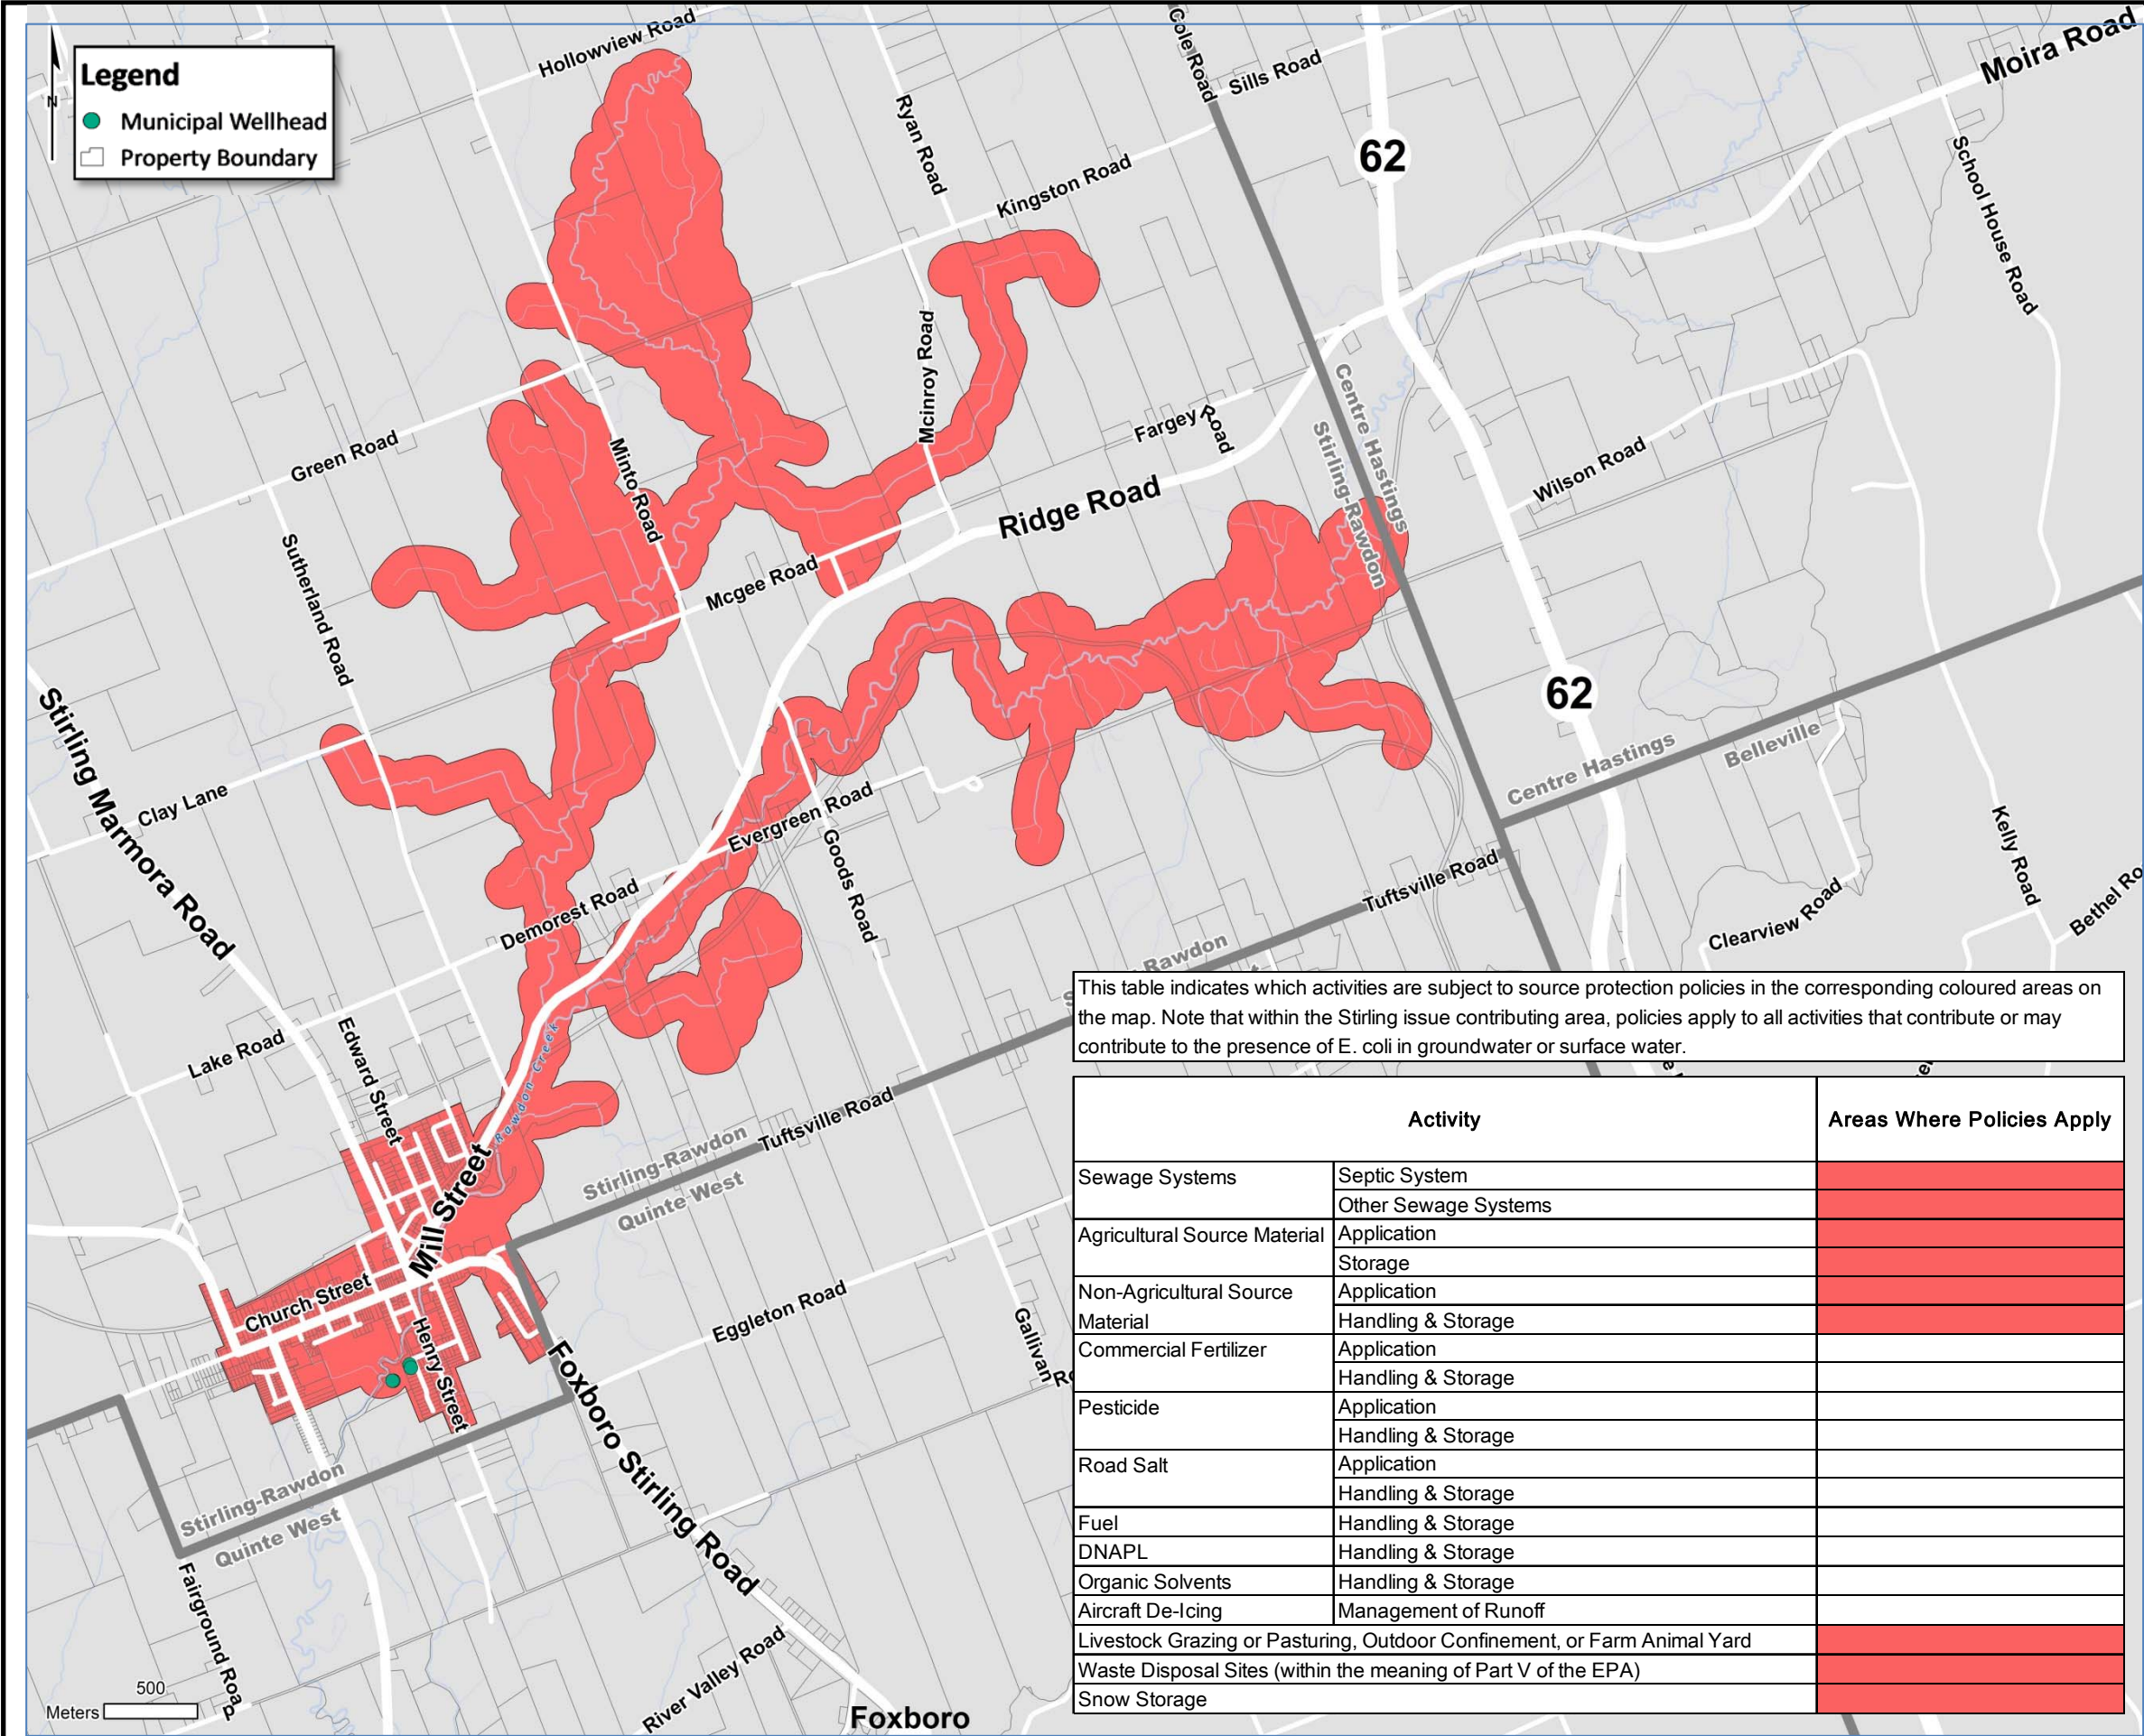 Legend
N
Municipal Wellhead
Property Boundary
Hollowview Road
Cole Road
Sills Road
Moira Road
Ryan Road
62
Kingston Road
School House Road
Mcinroy Road
Green Road
Minto Road
Fargey Road
Centre Hastings
Stirling-Rawdon
Wilson Road
Ridge Road
Sutherland Road
Mcgee Road
62
Stirling Marmora Road
Clay Lane
Centre Hastings
Belleville
Evergreen Road
Goods Road
Kelly Road
Tuftsville Road
Demorest Road
Clearview Road
Bethel Ro
Rawdon
Lake Road
Edward Street
Rawdon Creek
Tuftsville Road
Stirling-Rawdon
Quinte West
Mill Street
Church Street
Henry Street
Eggleton Road
Gallivan Ro
Foxboro Stirling Road
Stirling-Rawdon
Quinte West
Fairground Roa
River Valley Road
Foxboro
500
Meters
This table indicates which activities are subject to source protection policies in the corresponding coloured areas on
the map. Note that within the Stirling issue contributing area, policies apply to all activities that contribute or may
contribute to the presence of E. coli in groundwater or surface water.
Activity Areas Where Policies Apply
Sewage Systems Septic System
Other Sewage Systems
Agricultural Source Material Application
Storage
Non-Agricultural Source Application
Material Handling & Storage
Commercial Fertilizer Application
Handling & Storage
Pesticide Application
Handling & Storage
Road Salt Application
Handling & Storage
Fuel Handling & Storage
DNAPL Handling & Storage
Organic Solvents Handling & Storage
Aircraft De-Icing Management of Runoff
Livestock Grazing or Pasturing, Outdoor Confinement, or Farm Animal Yard
Waste Disposal Sites (within the meaning of Part V of the EPA)
Snow Storage